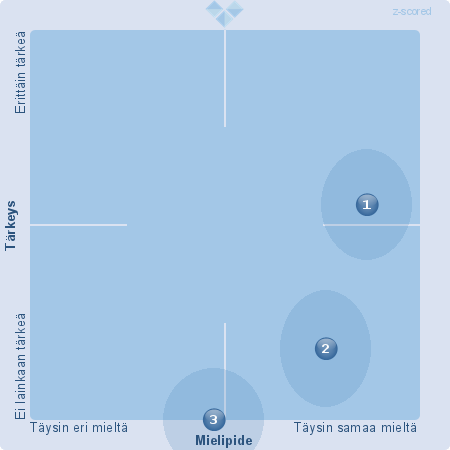 z-scored
Erittäin tärkeä
Tärkeys
1
2
Ei lainkaan tärkeä
3
Täysin eri mieltä
Täysin samaa mieltä
Mielipide